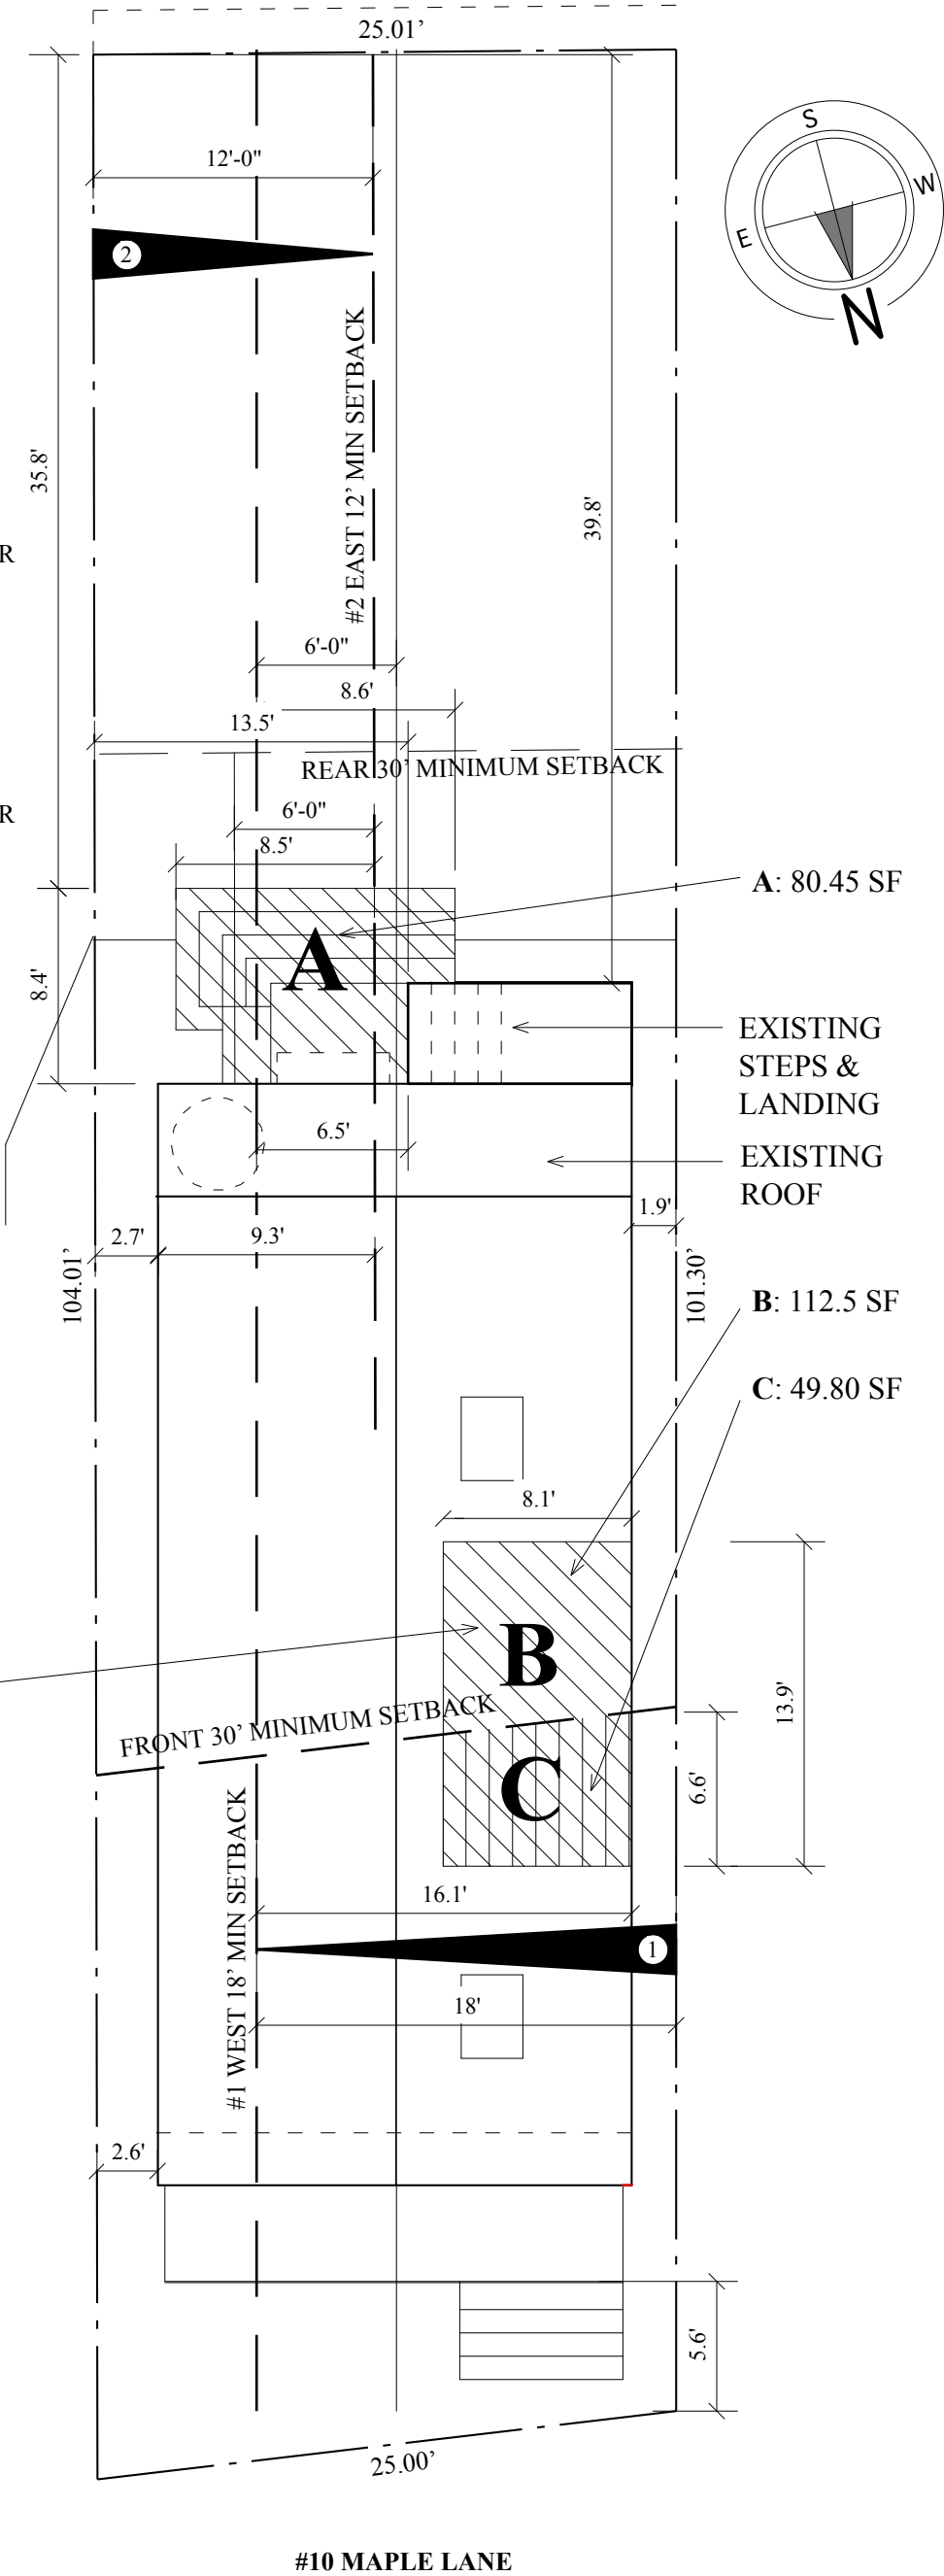 25.01’
S
W
E
N
12'-0"
2
#2 EAST 12’ MIN SETBACK
35.8'
39.8'
R
6'-0"
8.6'
13.5'
REAR 30’ MINIMUM SETBACK
R
6'-0"
8.5'
A: 80.45 SF
A
8.4'
EXISTING
STEPS &
LANDING
6.5'
EXISTING
ROOF
1.9'
2.7'
9.3'
104.01’
101.30’
B: 112.5 SF
C: 49.80 SF
8.1'
B
13.9'
FRONT 30’ MINIMUM SETBACK
C
6.6'
#1 WEST 18’ MIN SETBACK
16.1'
1
18'
2.6'
5.6'
25.00’
#10 MAPLE LANE